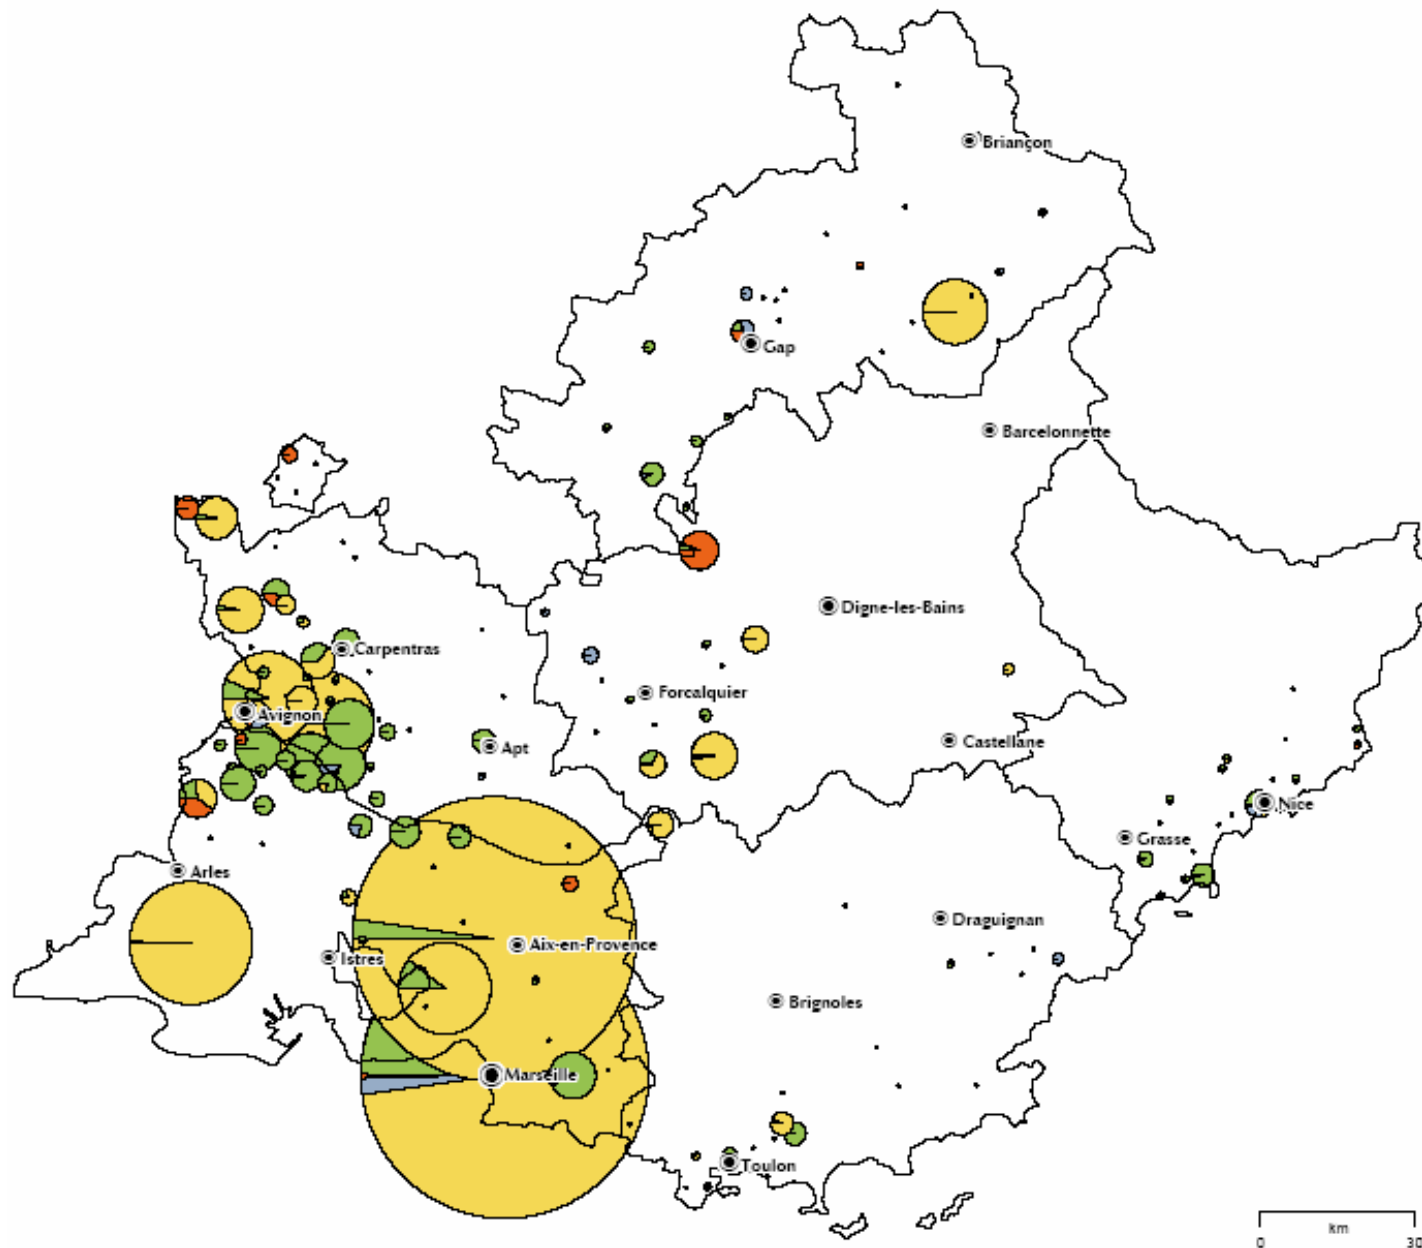 Briançon
Gap
Barcelonnette
Digne-les-Bains
Carpentras
Forcalquier
Avignon
Apt
Castellane
Nice
Grasse
Arles
Draguignan
Aix-en-Provence
Istres
Brignoles
Marseille
Toulon
km
0 30